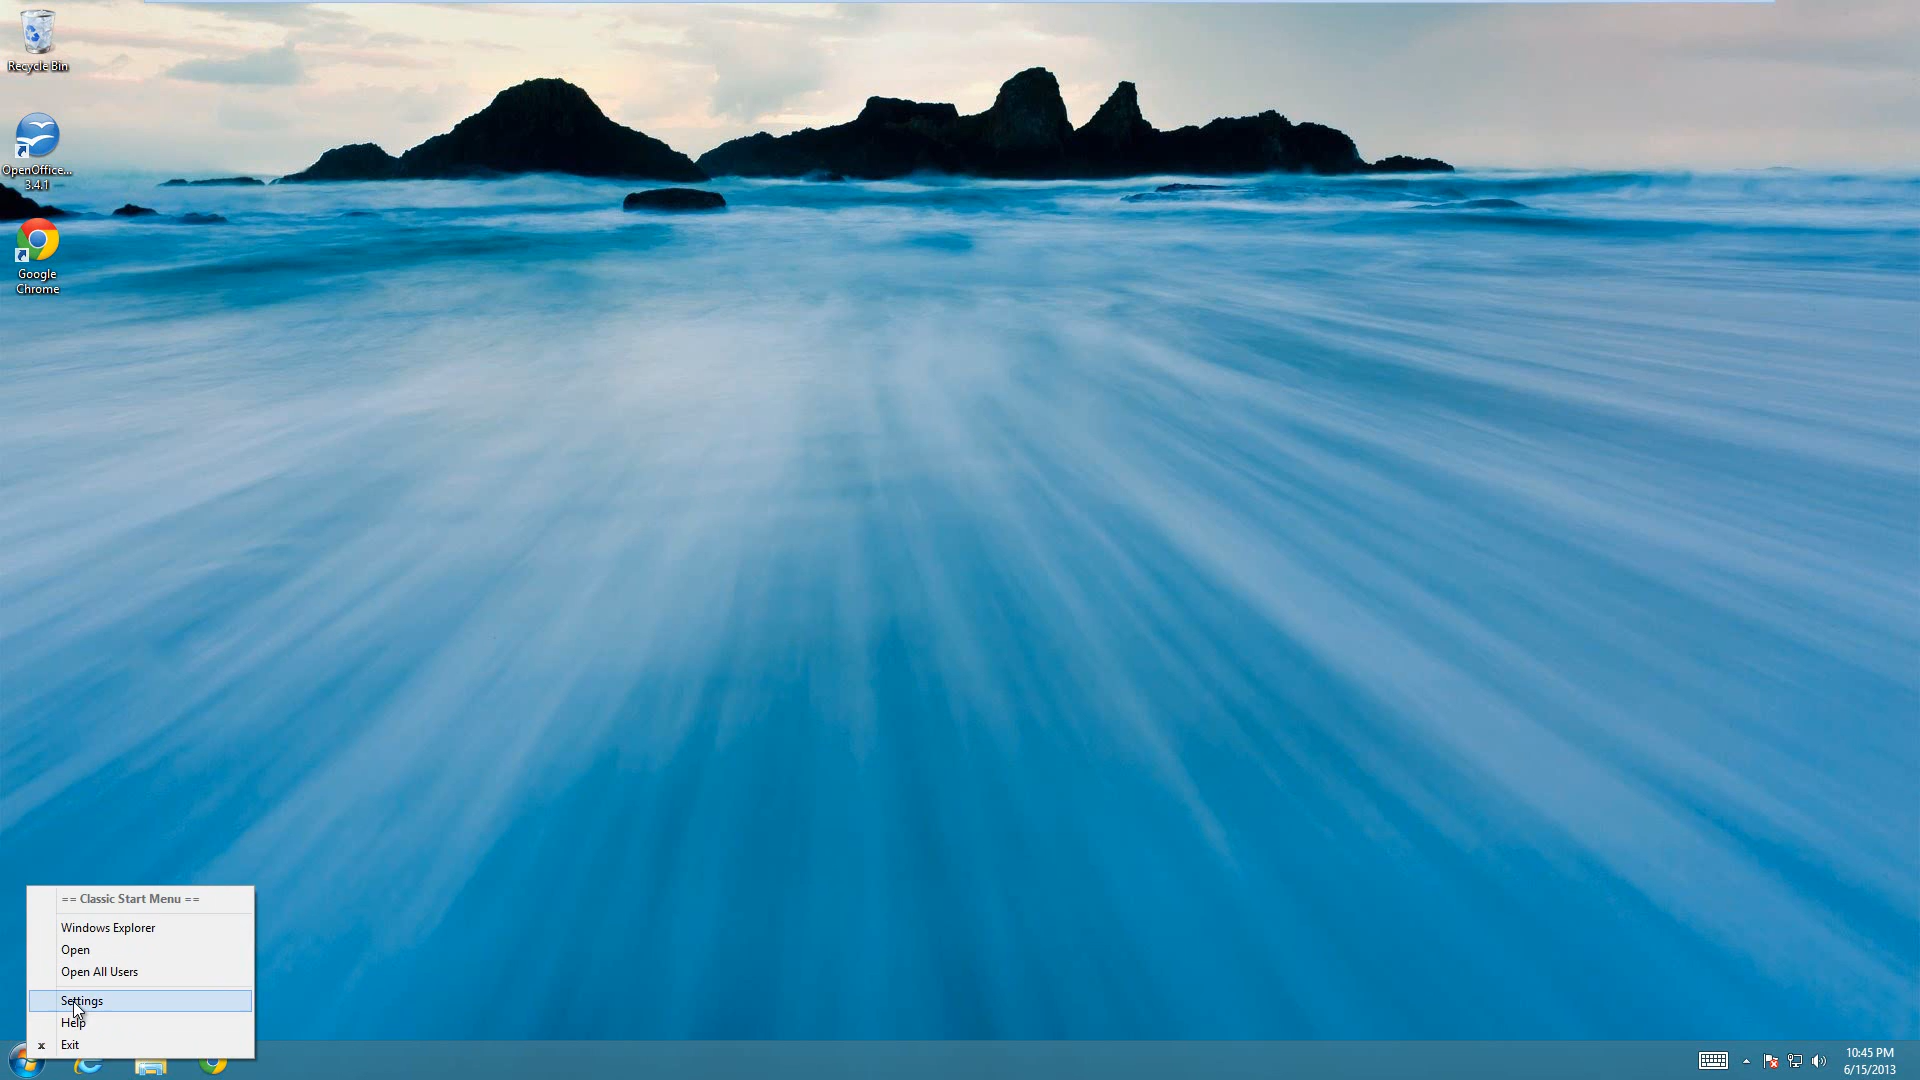 Recycle Bin
OpenOffice...
3.4.1
Google
Chrome
== Classic Start Menu ==
Windows Explorer
Open
Open All Users
Settings
Help
x Exit
10:45 PM
6/15/2013